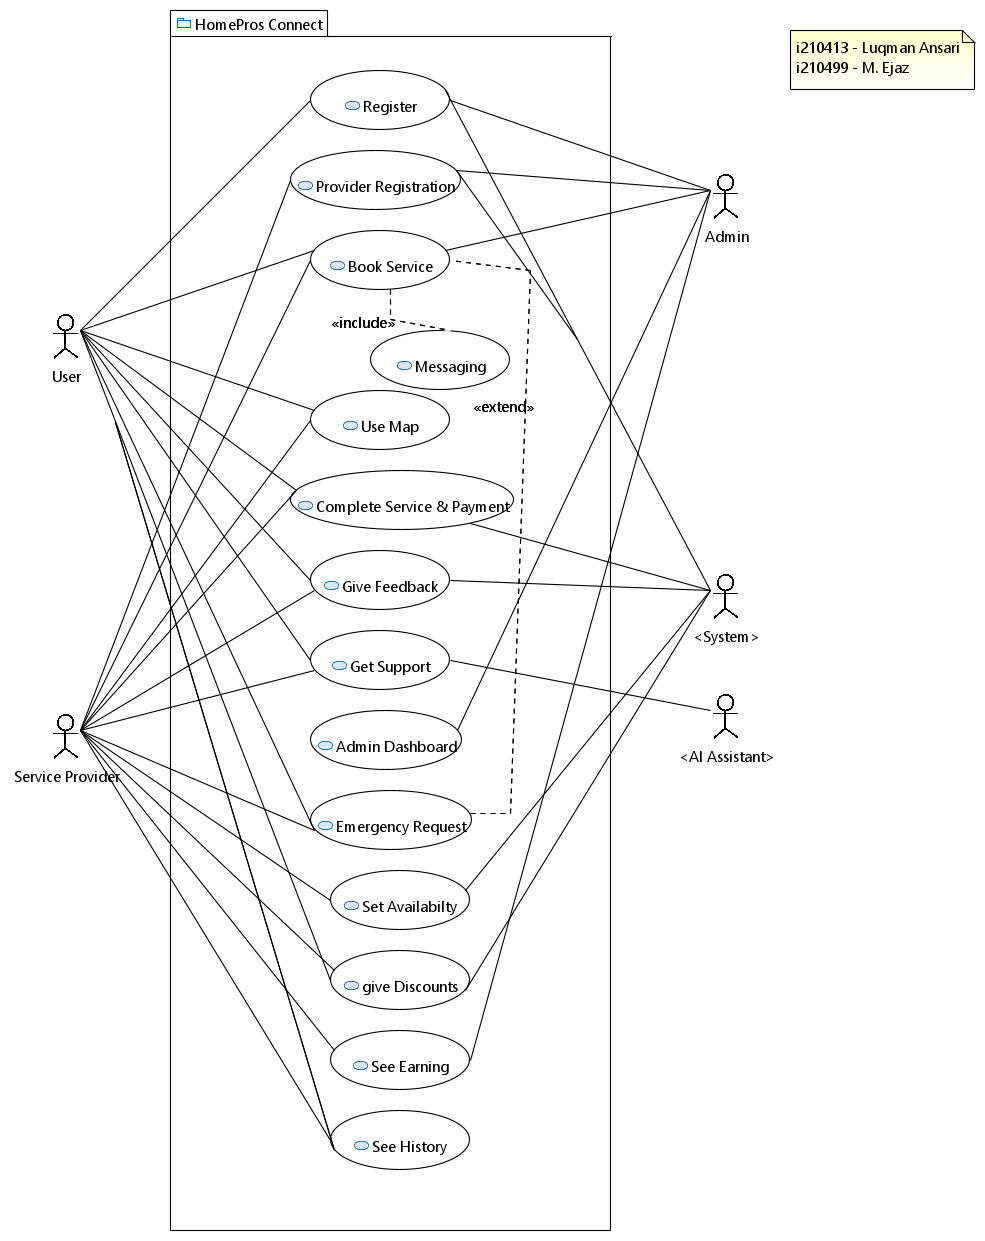 HomePros Connect
i210413 - Luqman Ansari
i210499 - M. Ejaz
Register
Provider Registration
Admin
Book Service
«include»
User
Messaging
«extend»
Use Map
Complete Service & Payment
Give Feedback
<System>
Get Support
Admin Dashboard
<AI Assistant>
Service Provider
Emergency Request
Set Availabilty
give Discounts
See Earning
See History